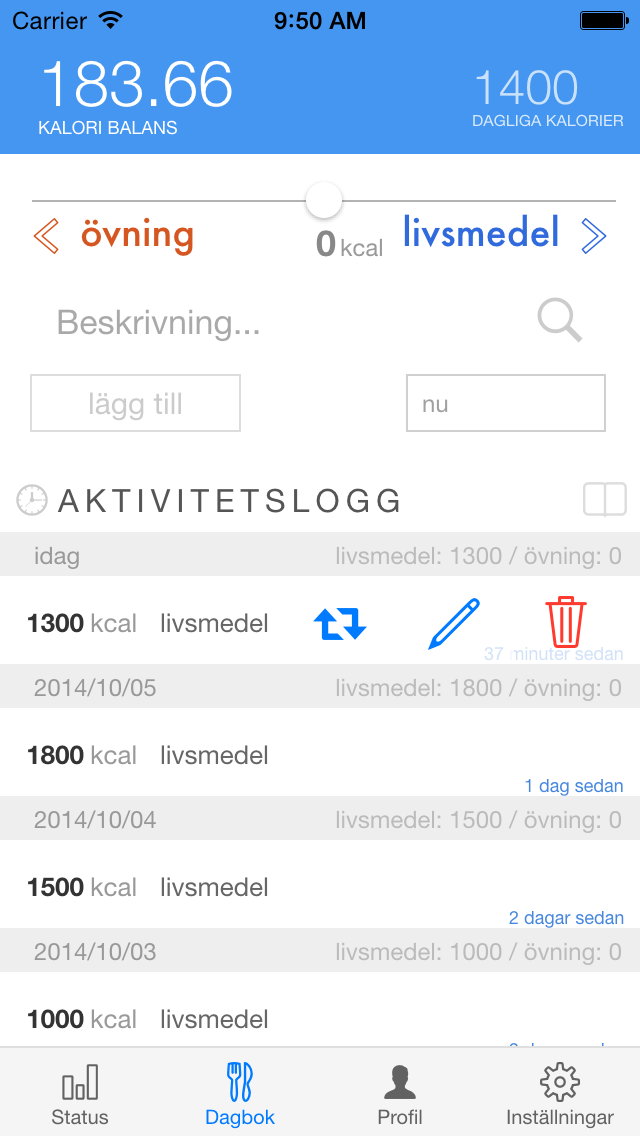 Carrier 9:50 AM
183.66 1400
KALORI BALANS DAGLIGA KALORIER
övning 0 kcal livsmedel
Beskrivning...
lägg till nu
AKTIVITETSLOGG
idag livsmedel: 1300 / övning: 0
1300 kcal livsmedel
37 minuter sedan
2014/10/05 livsmedel: 1800 / övning: 0
1800 kcal livsmedel
1 dag sedan
2014/10/04 livsmedel: 1500 / övning: 0
1500 kcal livsmedel
2 dagar sedan
2014/10/03 livsmedel: 1000 / övning: 0
1000 kcal livsmedel
Status Dagbok Profil Inställningar